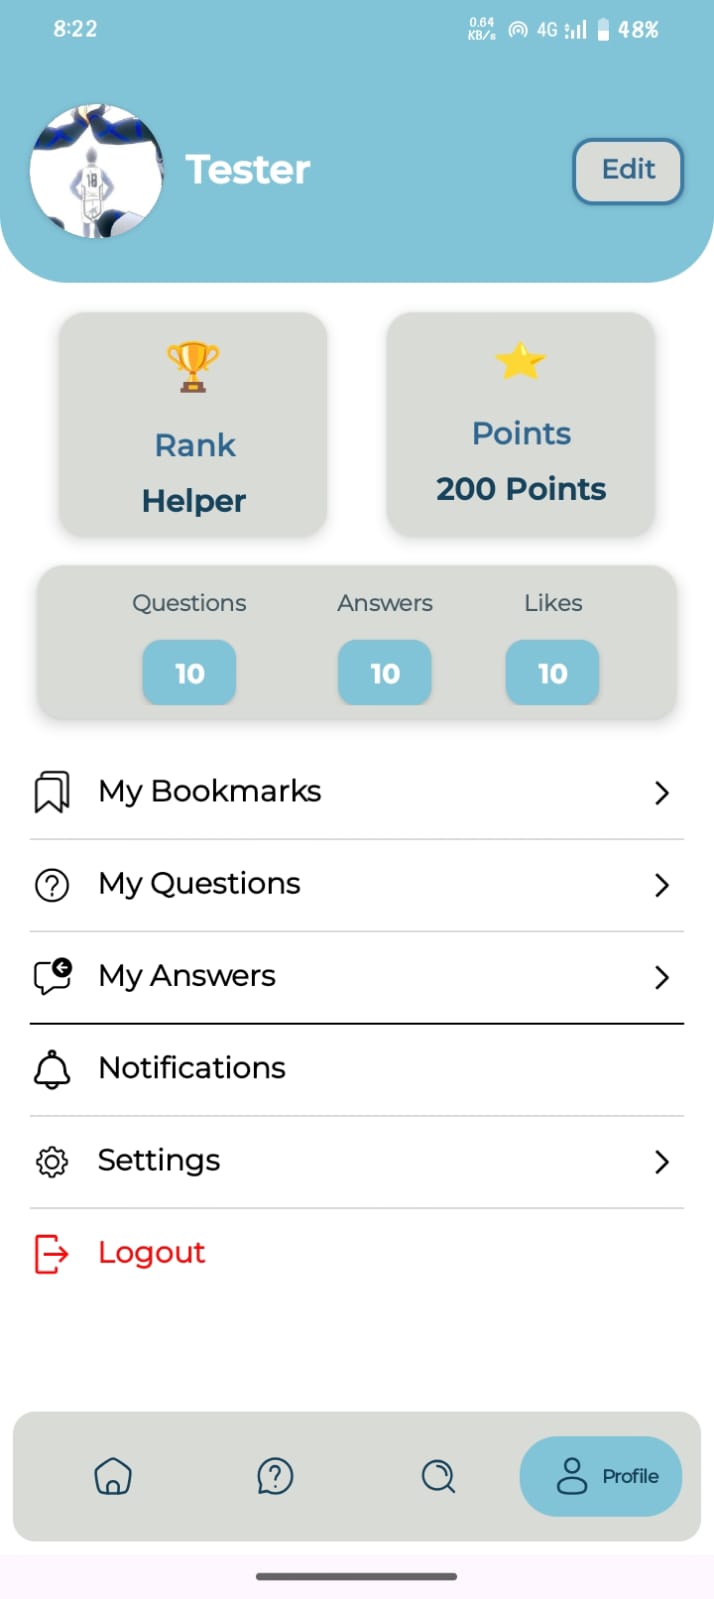 8:22
0.64
KB/s
4G
48%
Tester
Edit
18
Rank
Helper
Points
200 Points
Questions
Answers
Likes
10
10
10
My Bookmarks
My Questions
My Answers
Notifications
Settings
Logout
Profile